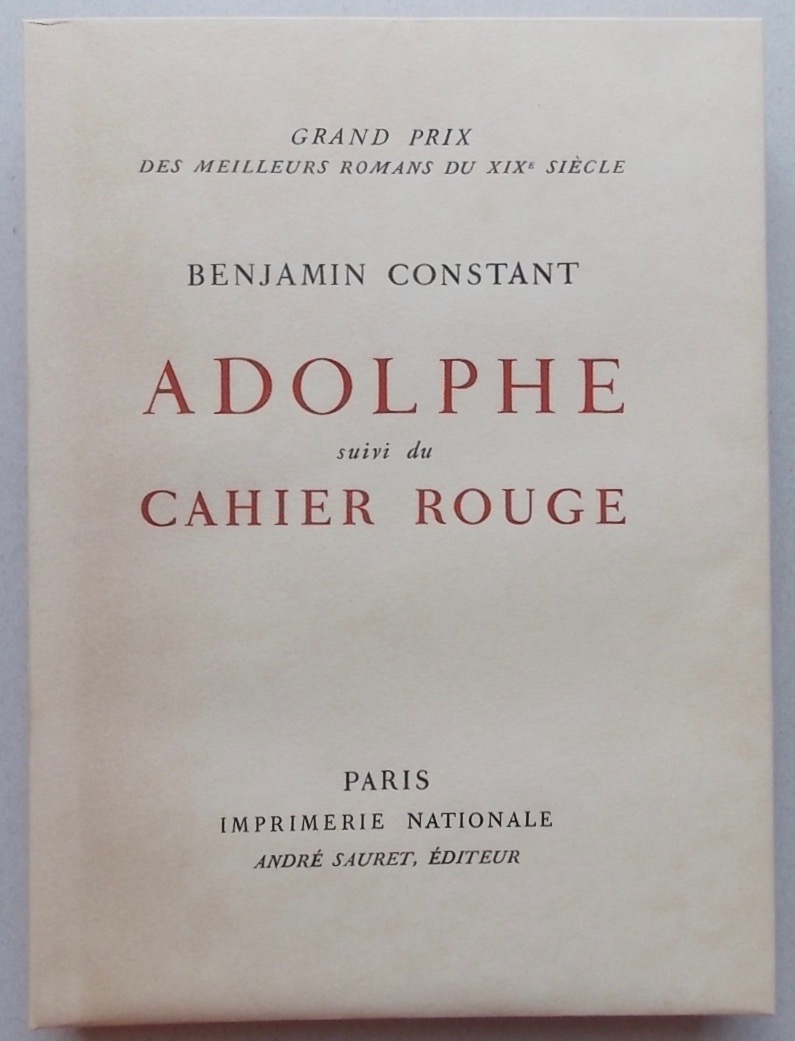 GRAND PRIX
DES MEILLEURS ROMANS DU XIXE SIÈCLE
BENJAMIN CONSTANT
ADOLPHE
suivi du
CAHIER ROUGE
PARIS
IMPRIMERIE NATIONALE
ANDRÉ SAURET, ÉDITEUR